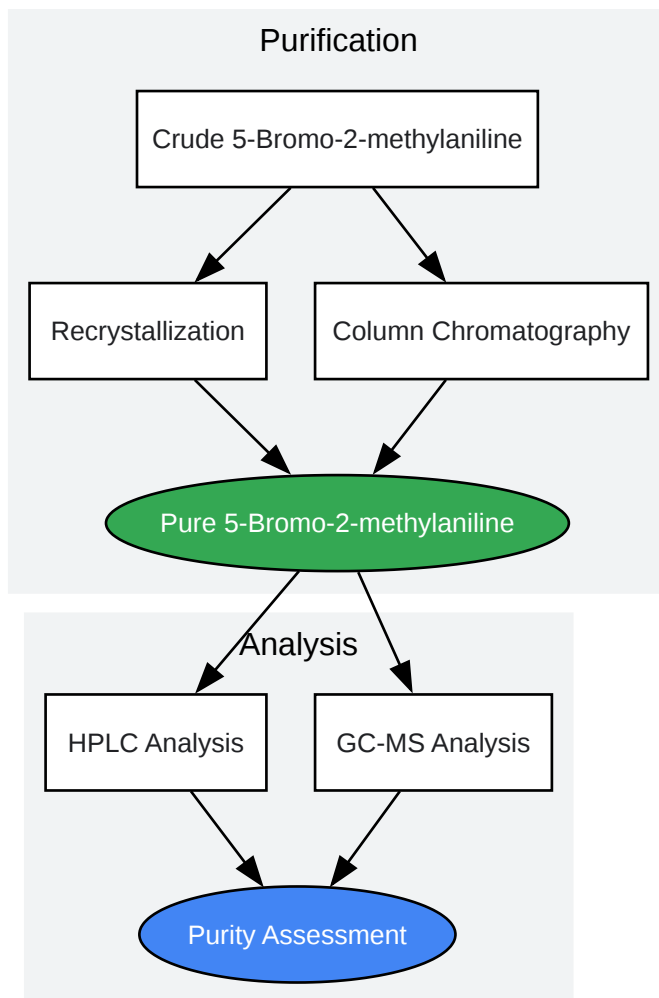 Purification
Crude 5-Bromo-2-methylaniline
Recrystallization
Column Chromatography
Pure 5-Bromo-2-methylaniline
Analysis
HPLC Analysis
GC-MS Analysis
Purity Assessment